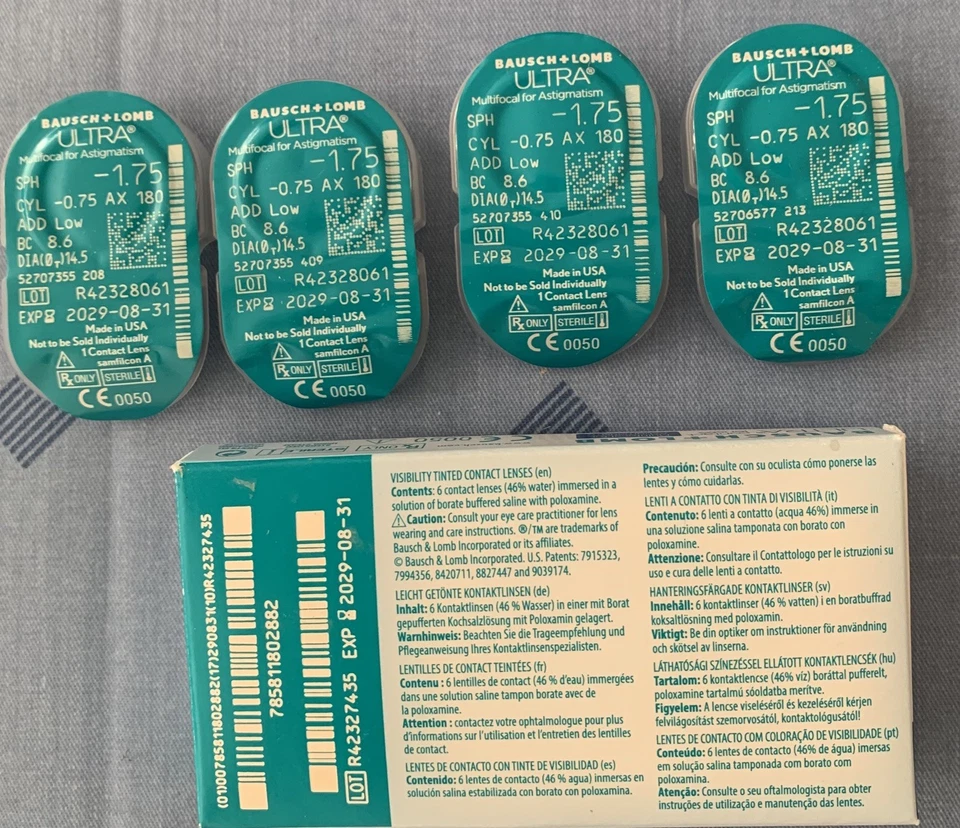 BAUSCH+LOMB
ULTRA®
Multifocal for Astigmatism
SPH -1.75
CYL -0.75 AX 180
ADD Low
BC 8.6
DIA(ØT)14.5
52707355 208
LOT R42328061
EXP 2029-08-31
Made in USA
Not to be Sold Individually
1 Contact Lens
samfilcon A
Rx ONLY STERILE
CE 0050
BAUSCH+LOMB
ULTRA®
Multifocal for Astigmatism
SPH -1.75
CYL -0.75 AX 180
ADD Low
BC 8.6
DIA(ØT)14.5
52707355 409
LOT R42328061
EXP 2029-08-31
Made in USA
Not to be Sold Individually
1 Contact Lens
samfilcon A
Rx ONLY STERILE
CE 0050
BAUSCH+LOMB
ULTRA®
Multifocal for Astigmatism
SPH -1.75
CYL -0.75 AX 180
ADD Low
BC 8.6
DIA(ØT)14.5
52707355 410
LOT R42328061
EXP 2029-08-31
Made in USA
Not to be Sold Individually
1 Contact Lens
samfilcon A
Rx ONLY STERILE
CE 0050
BAUSCH+LOMB
ULTRA®
Multifocal for Astigmatism
SPH -1.75
CYL -0.75 AX 180
ADD Low
BC 8.6
DIA(ØT)14.5
52706577 213
LOT R42328061
EXP 2029-08-31
Made in USA
Not to be Sold Individually
1 Contact Lens
samfilcon A
Rx ONLY STERILE
CE 0050
BAUSCH+LOMB
CE 0050
Rx ONLY
(01)00785811802882(17)290831(10)R42327435
785811802882
LOT R42327435 EXP 2029-08-31
VISIBILITY TINTED CONTACT LENSES (en)
Contents: 6 contact lenses (46% water) immersed in a
solution of borate buffered saline with poloxamine.
Caution: Consult your eye care practitioner for lens
wearing and care instructions. ®/TM are trademarks of
Bausch & Lomb Incorporated or its affiliates.
© Bausch & Lomb Incorporated. U.S. Patents: 7915323,
7994356, 8420711, 8827447 and 9039174.
LEICHT GETÖNTE KONTAKTLINSEN (de)
Inhalt: 6 Kontaktlinsen (46 % Wasser) in einer mit Borat
gepufferten Kochsalzlösung mit Poloxamin gelagert.
Warnhinweis: Beachten Sie die Trageempfehlung und
Pflegeanweisung Ihres Kontaktlinsenspezialisten.
LENTILLES DE CONTACT TEINTÉES (fr)
Contenu : 6 lentilles de contact (46 % d'eau) immergées
dans une solution saline tampon borate avec de
la poloxamine.
Attention : contactez votre ophtalmologue pour plus
d'informations sur l'utilisation et l'entretien des lentilles
de contact.
LENTES DE CONTACTO CON TINTE DE VISIBILIDAD (es)
Contenido: 6 lentes de contacto (46 % agua) inmersas en
solución salina estabilizada con borato con poloxamina.
Precaución: Consulte con su oculista cómo ponerse las
lentes y cómo cuidarlas.
LENTI A CONTATTO CON TINTA DI VISIBILITÀ (it)
Contenuto: 6 lenti a contatto (acqua 46%) immerse in
una soluzione salina tamponata con borato con
poloxamine.
Attenzione: Consultare il Contattologo per le istruzioni su
uso e cura delle lenti a contatto.
HANTERINGSFÄRGADE KONTAKTLINSER (sv)
Innehåll: 6 kontaktlinser (46 % vatten) i en boratbuffrad
koksaltlösning med poloxamin.
Viktigt: Be din optiker om instruktioner för användning
och skötsel av linserna.
LÁTHATÓSÁGI SZÍNEZÉSSEL ELLÁTOTT KONTAKTLENCSÉK (hu)
Tartalom: 6 kontaktlencse (46% víz) boráttal pufferelt,
poloxamine tartalmú sóoldatba merítve.
Figyelem: A lencse viseléséről és kezeléséről kérjen
felvilágosítást szemorvosától, kontaktológusától!
LENTES DE CONTACTO COM COLORAÇÃO DE VISIBILIDADE (pt)
Conteúdo: 6 lentes de contacto (46% de água) imersas
em solução salina tamponada com borato com
poloxamina.
Atenção: Consulte o seu oftalmologista para obter
instruções de utilização e manutenção das lentes.